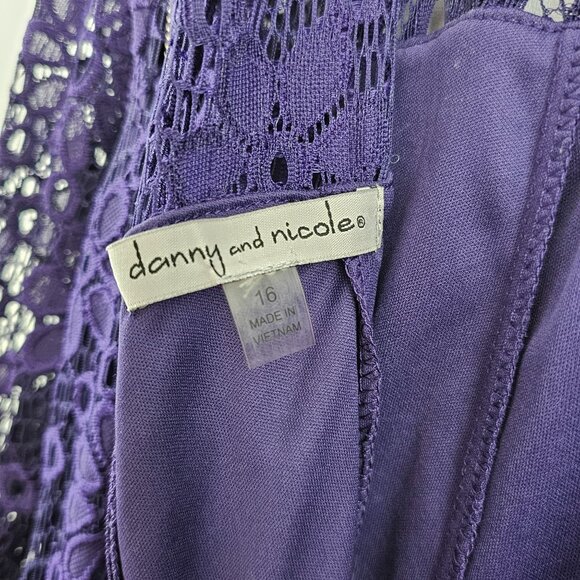 danny and nicole®
16
MADE IN
VIETNAM